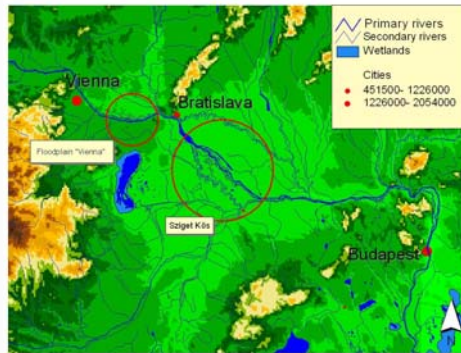 Primary rivers
Secondary rivers
Wetlands
Cities
451500- 1226000
1226000- 2054000
Vienna
Bratislava
Floodplain "Vienna"
Sziget Kös
Budapest